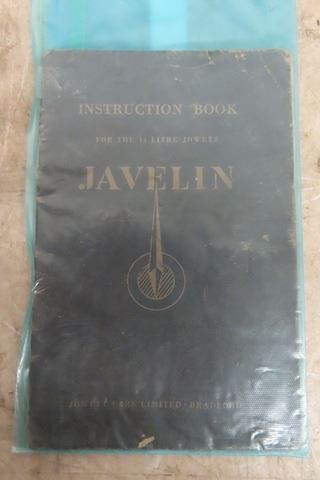 INSTRUCTION BOOK
FOR THE 1½ LITRE JOWETT
JAVELIN
JOWETT CARS LIMITED · BRADFORD